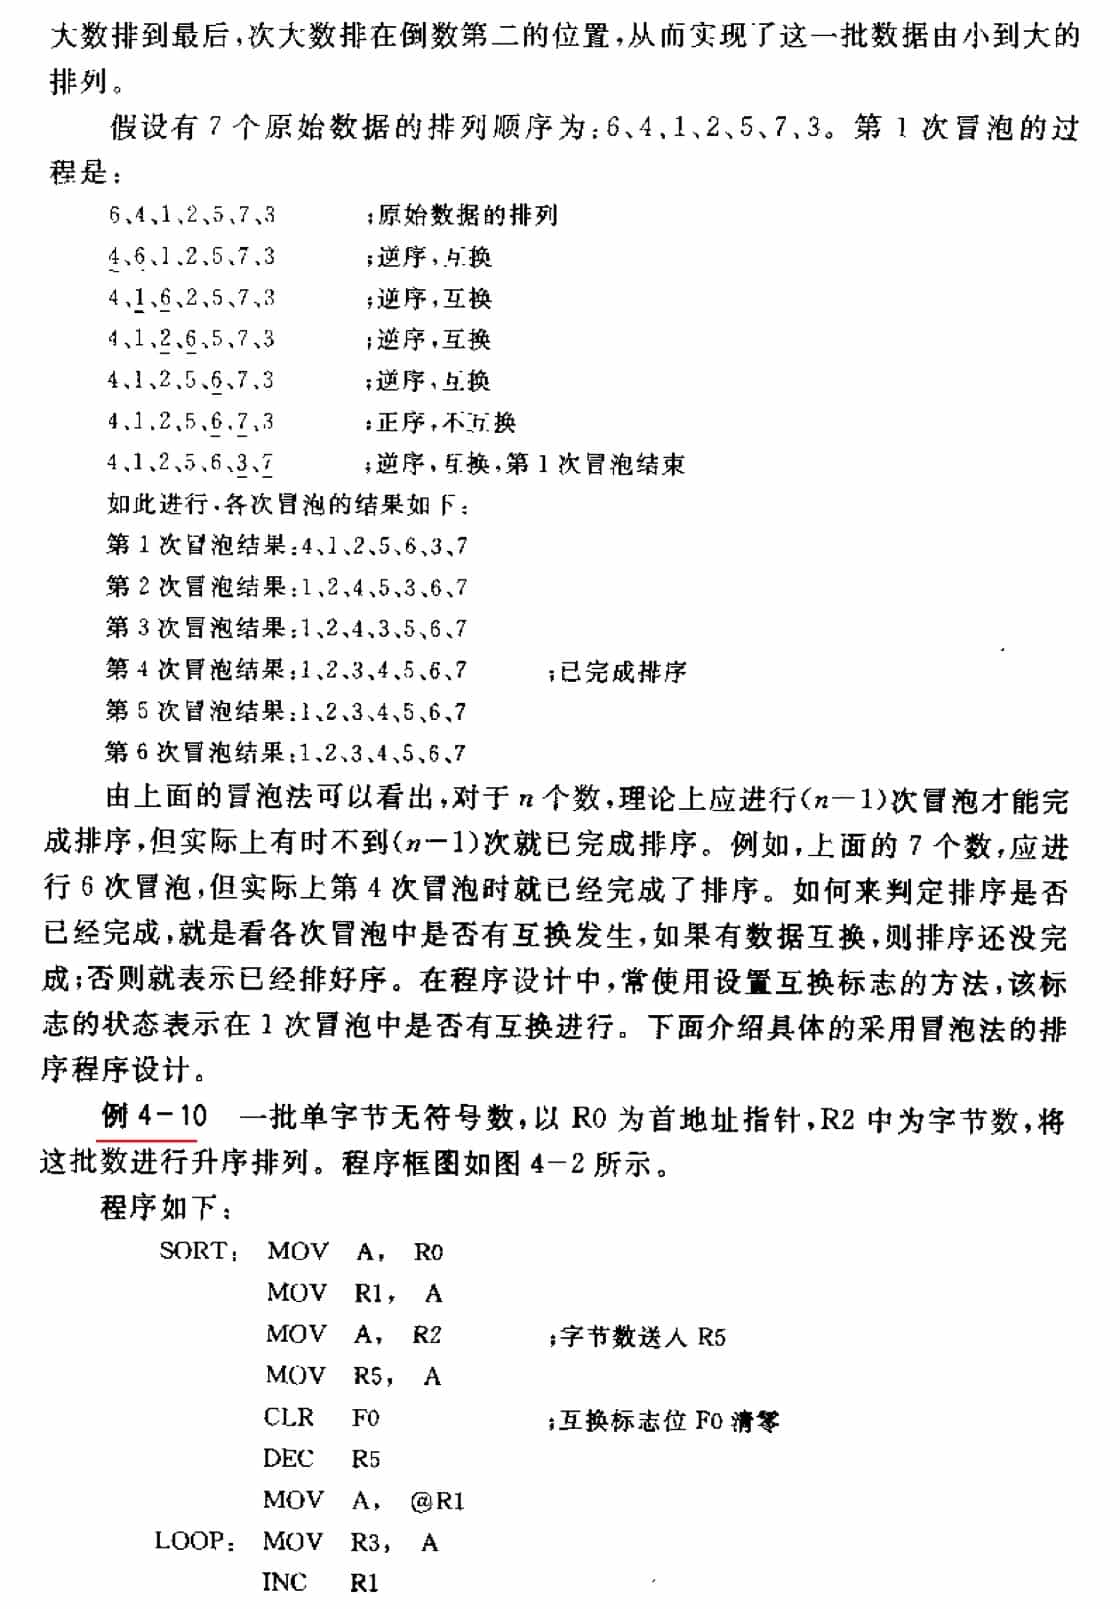 大数排到最后,次大数排在倒数第二的位置,从而实现了这一批数据由小到大的
排列。
假设有 7 个原始数据的排列顺序为:6、4、1、2、5、7、3。第 1 次冒泡的过
程是:
6、4、1、2、5、7、3 ;原始数据的排列
4、6、1、2、5、7、3 ;逆序,互换
4、1、6、2、5、7、3 ;逆序,互换
4、1、2、6、5、7、3 ;逆序,互换
4、1、2、5、6、7、3 ;逆序、互换
4、1、2、5、6、7、3 ;正序,不互换
4、1、2、5、6、3、7 ;逆序,互换,第 1 次冒泡结束
如此进行,各次冒泡的结果如下:
第 1 次冒泡结果:4、1、2、5、6、3、7
第 2 次冒泡结果:1、2、4、5、3、6、7
第 3 次冒泡结果:1、2、4、3、5、6、7
第 4 次冒泡结果:1、2、3、4、5、6、7 ;已完成排序
第 5 次冒泡结果:1、2、3、4、5、6、7
第 6 次冒泡结果:1、2、3、4、5、6、7
由上面的冒泡法可以看出,对于 n 个数,理论上应进行(n－1)次冒泡才能完
成排序,但实际上有时不到(n－1)次就已完成排序。例如,上面的 7 个数,应进
行 6 次冒泡,但实际上第 4 次冒泡时就已经完成了排序。如何来判定排序是否
已经完成,就是看各次冒泡中是否有互换发生,如果有数据互换,则排序还没完
成;否则就表示已经排好序。在程序设计中,常使用设置互换标志的方法,该标
志的状态表示在 1 次冒泡中是否有互换进行。下面介绍具体的采用冒泡法的排
序程序设计。
例 4－10 一批单字节无符号数,以 R0 为首地址指针,R2 中为字节数,将
这批数进行升序排列。程序框图如图 4－2 所示。
程序如下:
SORT: MOV A, R0
MOV R1, A
MOV A, R2 ;字节数送入 R5
MOV R5, A
CLR F0 ;互换标志位 F0 清零
DEC R5
MOV A, @R1
LOOP: MOV R3, A
INC R1